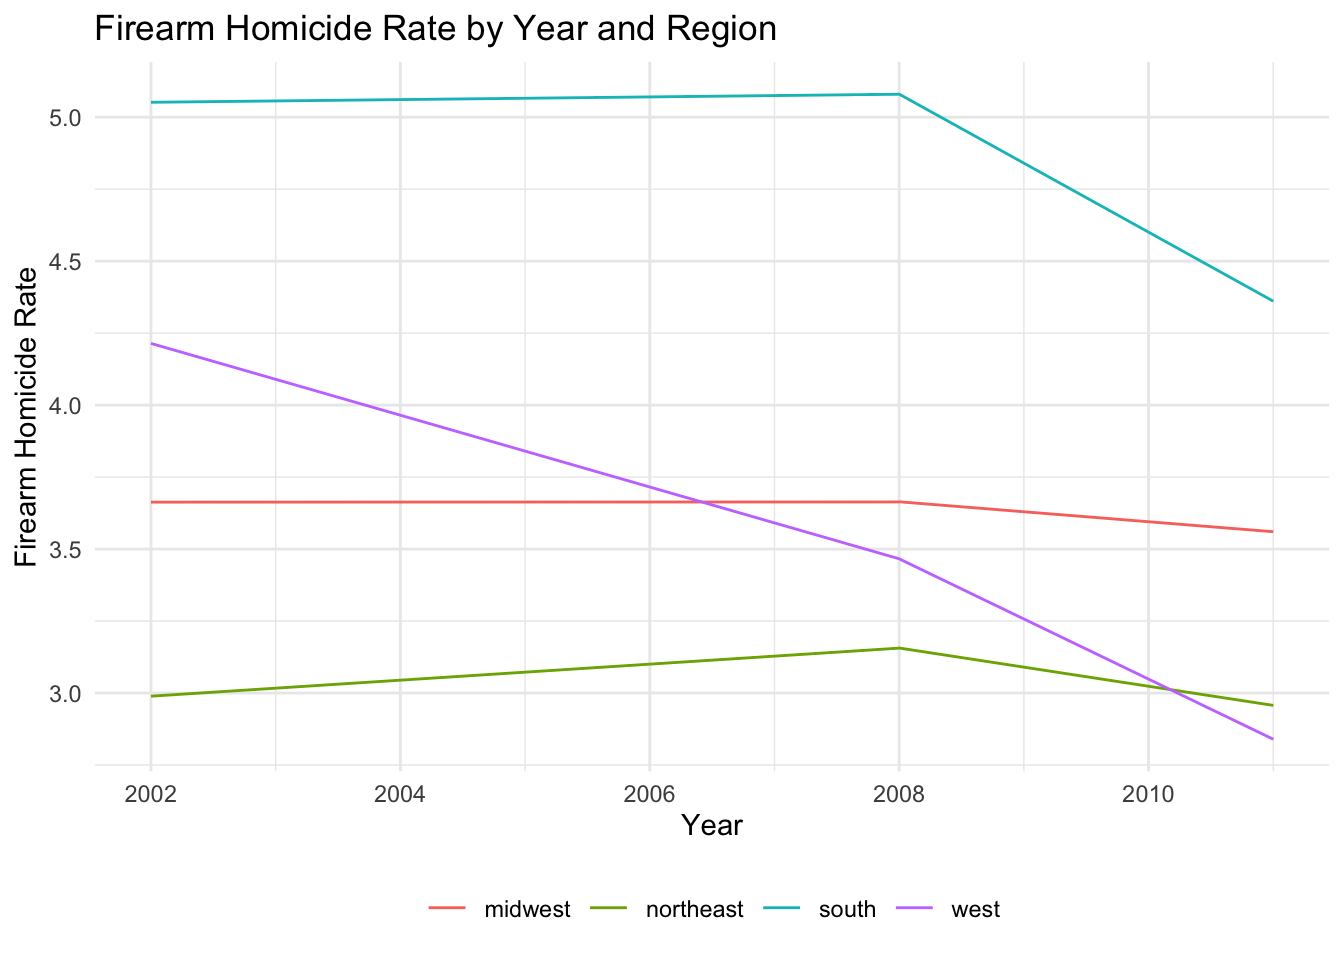 Firearm Homicide Rate by Year and Region
Firearm Homicide Rate
5.0
4.5
4.0
3.5
3.0
2002 2004 2006 2008 2010
Year
midwest northeast south west